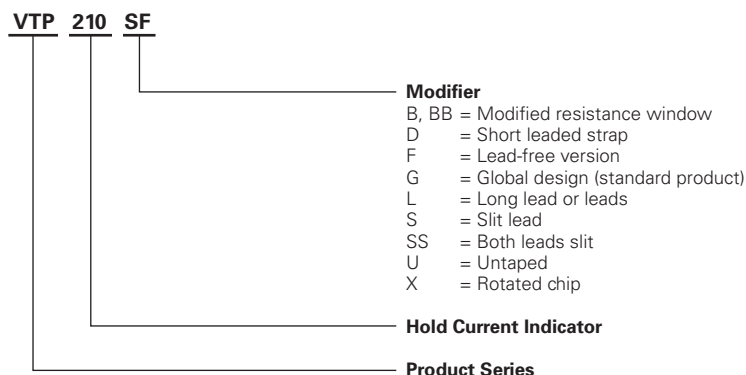 VTP 210 SF
Modifier
B, BB = Modified resistance window
D = Short leaded strap
F = Lead-free version
G = Global design (standard product)
L = Long lead or leads
S = Slit lead
SS = Both leads slit
U = Untaped
X = Rotated chip
Hold Current Indicator
Product Series